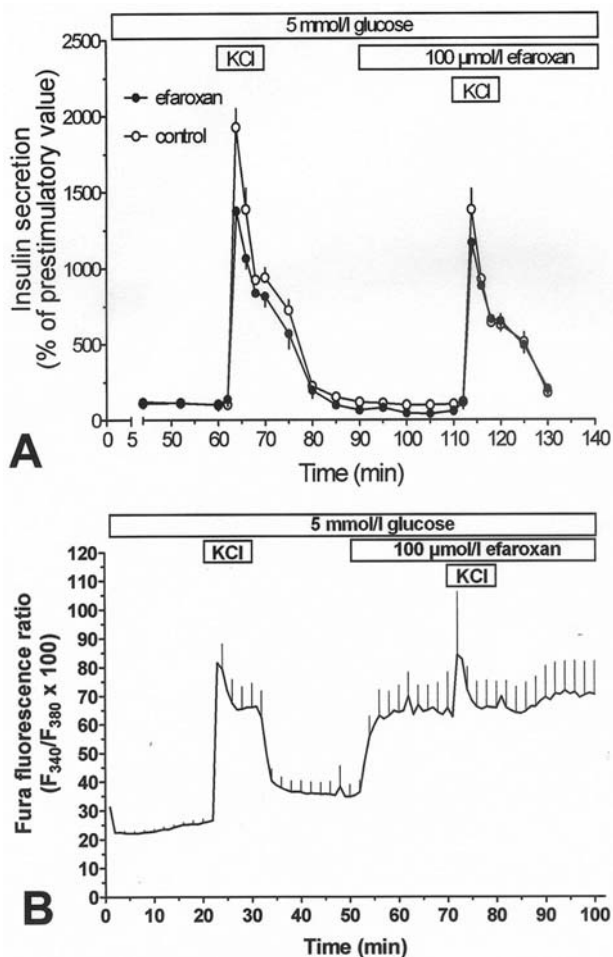 5 mmol/l glucose
100 µmol/l efaroxan
KCl
KCl
efaroxan
control
Insulin secretion
(% of prestimulatory value)
2500
2000
1500
1000
500
0
0 5 50 60 70 80 90 100 110 120 130 140
Time (min)
A
5 mmol/l glucose
100 µmol/l efaroxan
KCl
KCl
Fura fluorescence ratio
(F340/F380 x 100)
120
110
100
90
80
70
60
50
40
30
20
10
0
0 10 20 30 40 50 60 70 80 90 100
Time (min)
B